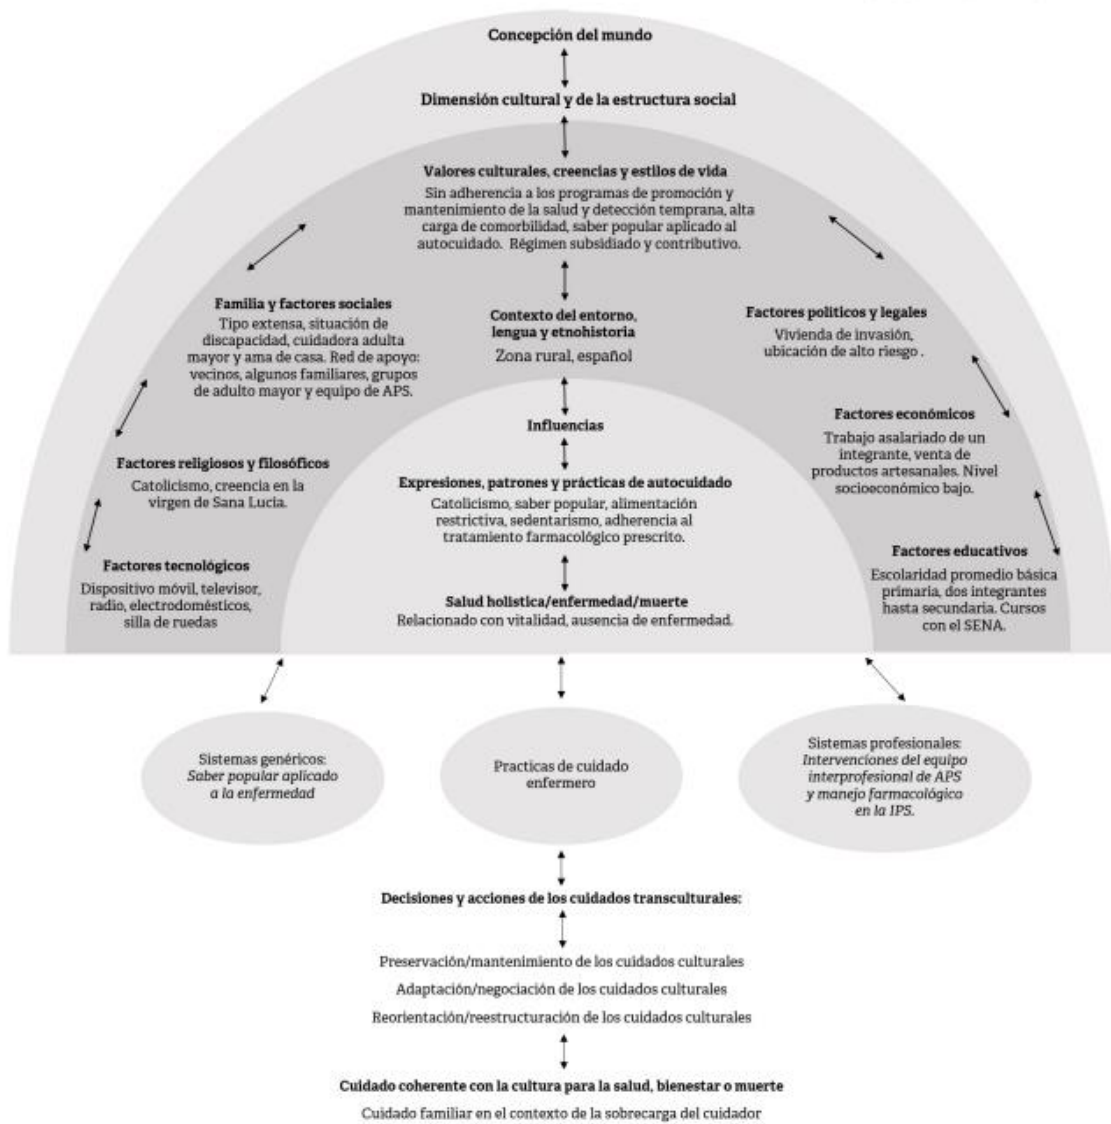 Concepción del mundo
Dimensión cultural y de la estructura social
Valores culturales, creencias y estilos de vida
Sin adherencia a los programas de promoción y
mantenimiento de la salud y detección temprana, alta
carga de comorbilidad, saber popular aplicado al
autocuidado. Régimen subsidiado y contributivo.
Familia y factores sociales
Tipo extensa, situación de
discapacidad, cuidadora adulta
mayor y ama de casa. Red de apoyo:
vecinos, algunos familiares, grupos
de adulto mayor y equipo de APS.
Contexto del entorno,
lengua y etnohistoria
Zona rural, español
Factores políticos y legales
Vivienda de invasión,
ubicación de alto riesgo .
Factores religiosos y filosóficos
Catolicismo, creencia en la
virgen de Sana Lucia.
Influencias
Expresiones, patrones y prácticas de autocuidado
Catolicismo, saber popular, alimentación
restrictiva, sedentarismo, adherencia al
tratamiento farmacológico prescrito.
Factores económicos
Trabajo asalariado de un
integrante, venta de
productos artesanales. Nivel
socioeconómico bajo.
Factores tecnológicos
Dispositivo móvil, televisor,
radio, electrodomésticos,
silla de ruedas
Salud holística/enfermedad/muerte
Relacionado con vitalidad, ausencia de enfermedad.
Factores educativos
Escolaridad promedio básica
primaria, dos integrantes
hasta secundaria. Cursos
con el SENA.
Sistemas genéricos:
Saber popular aplicado
a la enfermedad
Practicas de cuidado
enfermero
Sistemas profesionales:
Intervenciones del equipo
interprofesional de APS
y manejo farmacológico
en la IPS.
Decisiones y acciones de los cuidados transculturales:
Preservación/mantenimiento de los cuidados culturales
Adaptación/negociación de los cuidados culturales
Reorientación/reestructuración de los cuidados culturales
Cuidado coherente con la cultura para la salud, bienestar o muerte
Cuidado familiar en el contexto de la sobrecarga del cuidador